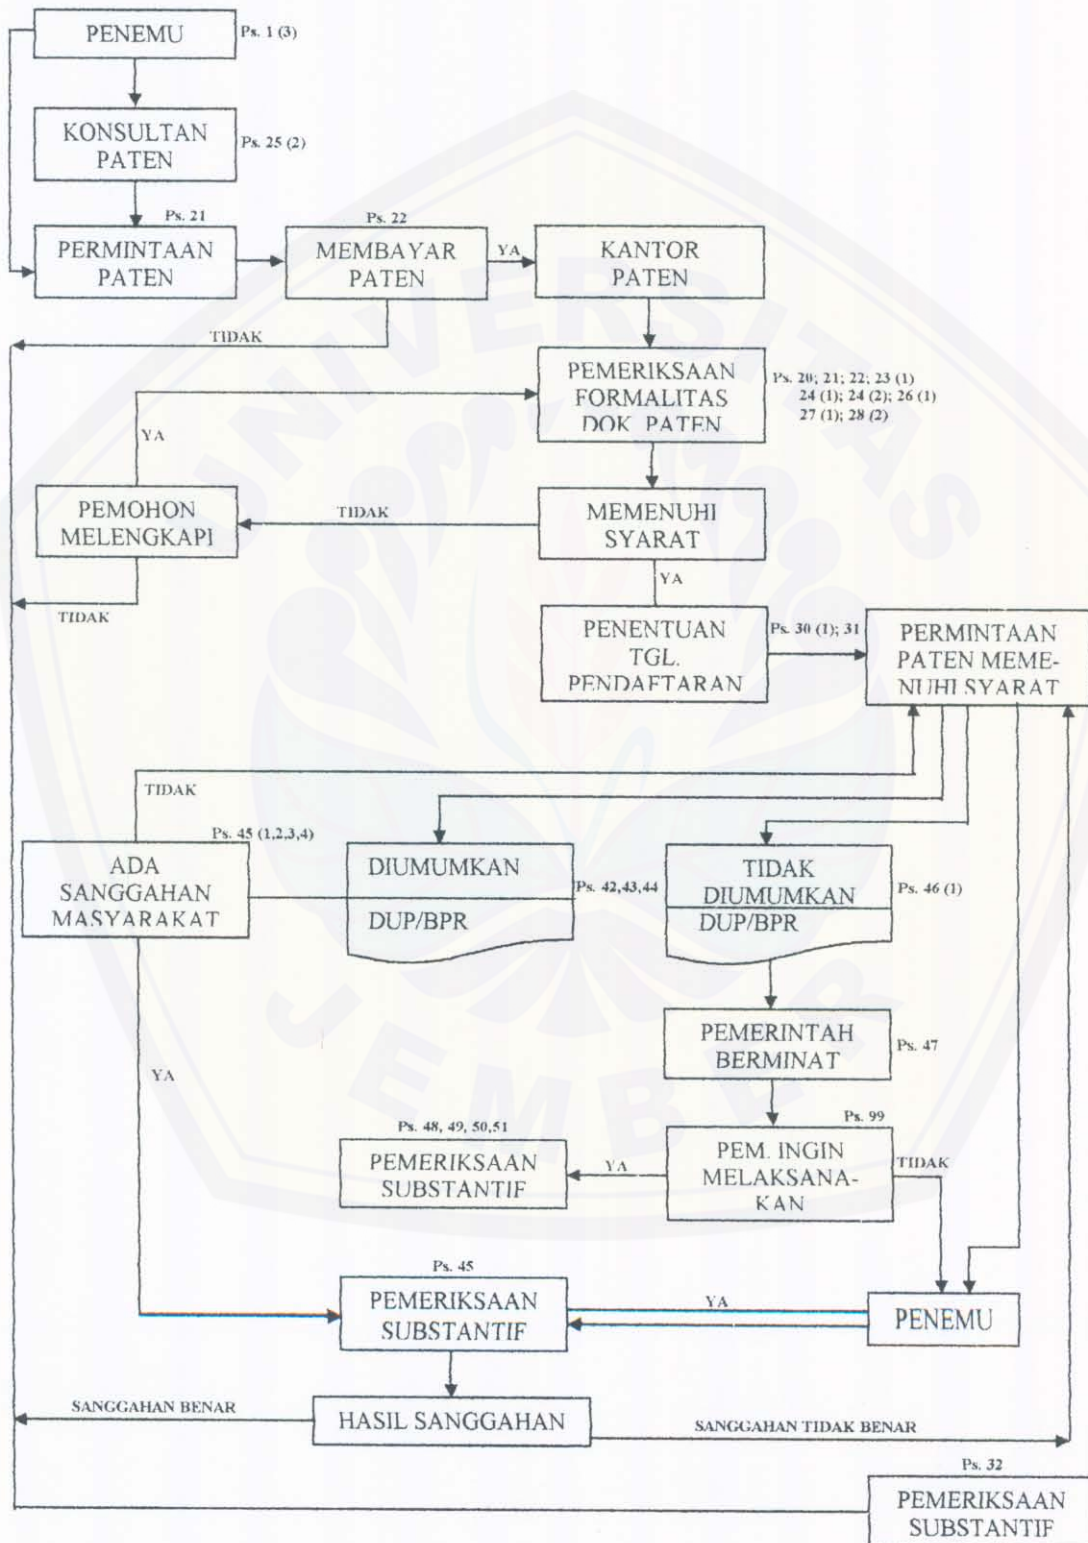 PENEMU
Ps. 1 (3)
KONSULTAN
PATEN
Ps. 25 (2)
Ps. 21
PERMINTAAN
PATEN
Ps. 22
MEMBAYAR
PATEN
YA
KANTOR
PATEN
TIDAK
PEMERIKSAAN
FORMALITAS
DOK. PATEN
Ps. 20; 21; 22; 23 (1)
24 (1); 24 (2); 26 (1)
27 (1); 28 (2)
YA
PEMOHON
MELENGKAPI
TIDAK
MEMENUHI
SYARAT
YA
TIDAK
PENENTUAN
TGL.
PENDAFTARAN
Ps. 30 (1); 31
PERMINTAAN
PATEN MEME-
NUHI SYARAT
TIDAK
Ps. 45 (1,2,3,4)
ADA
SANGGAHAN
MASYARAKAT
DIUMUMKAN
DUP/BPR
Ps. 42,43,44
TIDAK
DIUMUMKAN
DUP/BPR
Ps. 46 (1)
PEMERINTAH
BERMINAT
Ps. 47
YA
Ps. 48, 49, 50,51
PEMERIKSAAN
SUBSTANTIF
YA
Ps. 99
PEM. INGIN
MELAKSANA-
KAN
TIDAK
Ps. 45
PEMERIKSAAN
SUBSTANTIF
YA
PENEMU
SANGGAHAN BENAR
HASIL SANGGAHAN
SANGGAHAN TIDAK BENAR
Ps. 32
PEMERIKSAAN
SUBSTANTIF
UNIVERSITAS
JEMBER